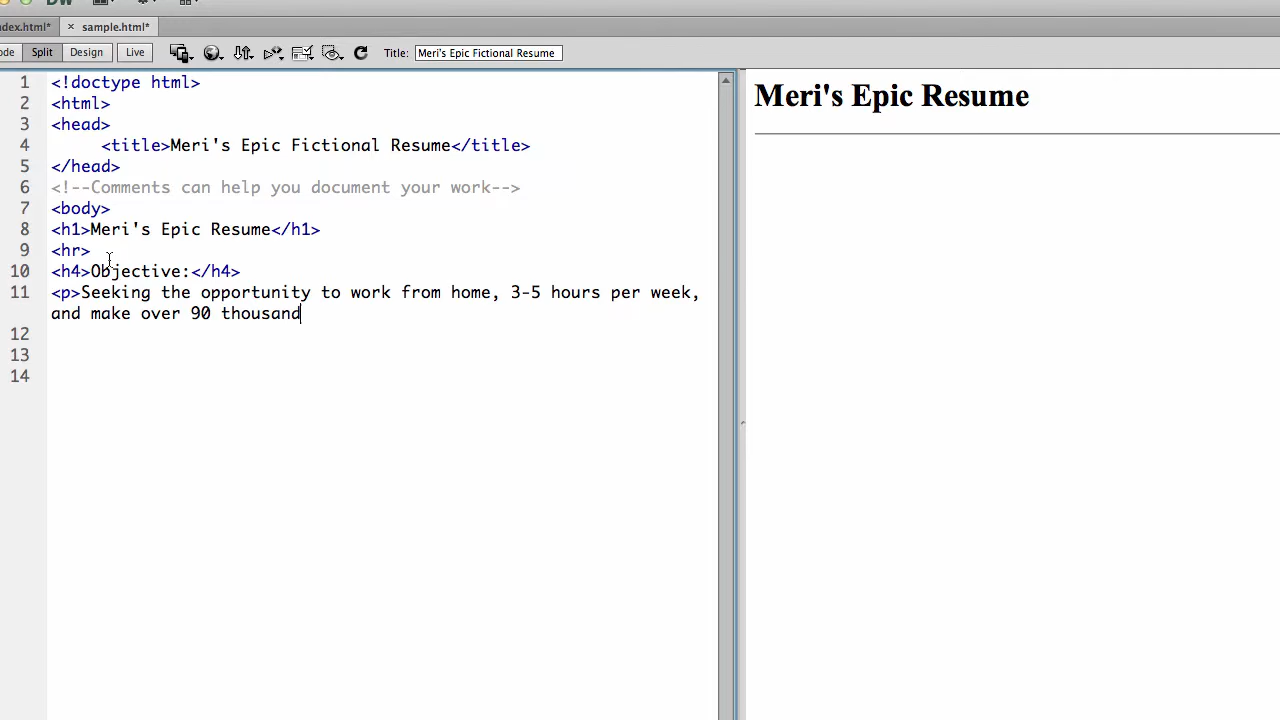 DW
ndex.html* × sample.html*
ode Split Design Live Title: Meri's Epic Fictional Resume
1 <!doctype html>
2 <html>
3 <head>
4 <title>Meri's Epic Fictional Resume</title>
5 </head>
6 <!--Comments can help you document your work-->
7 <body>
8 <h1>Meri's Epic Resume</h1>
9 <hr>
10 <h4>Objective:</h4>
11 <p>Seeking the opportunity to work from home, 3-5 hours per week,
and make over 90 thousand
12
13
14
Meri's Epic Resume